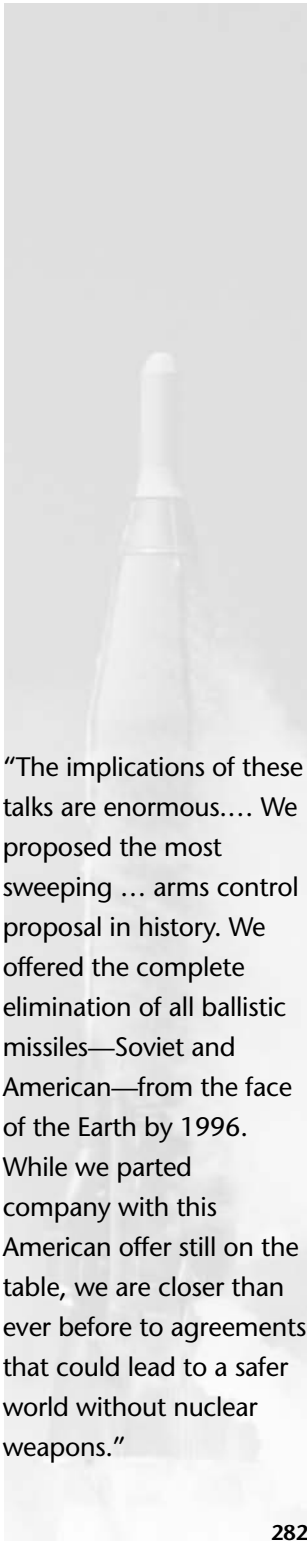 “The implications of these
talks are enormous.… We
proposed the most
sweeping … arms control
proposal in history. We
offered the complete
elimination of all ballistic
missiles—Soviet and
American—from the face
of the Earth by 1996.
While we parted
company with this
American offer still on the
table, we are closer than
ever before to agreements
that could lead to a safer
world without nuclear
weapons.”
282